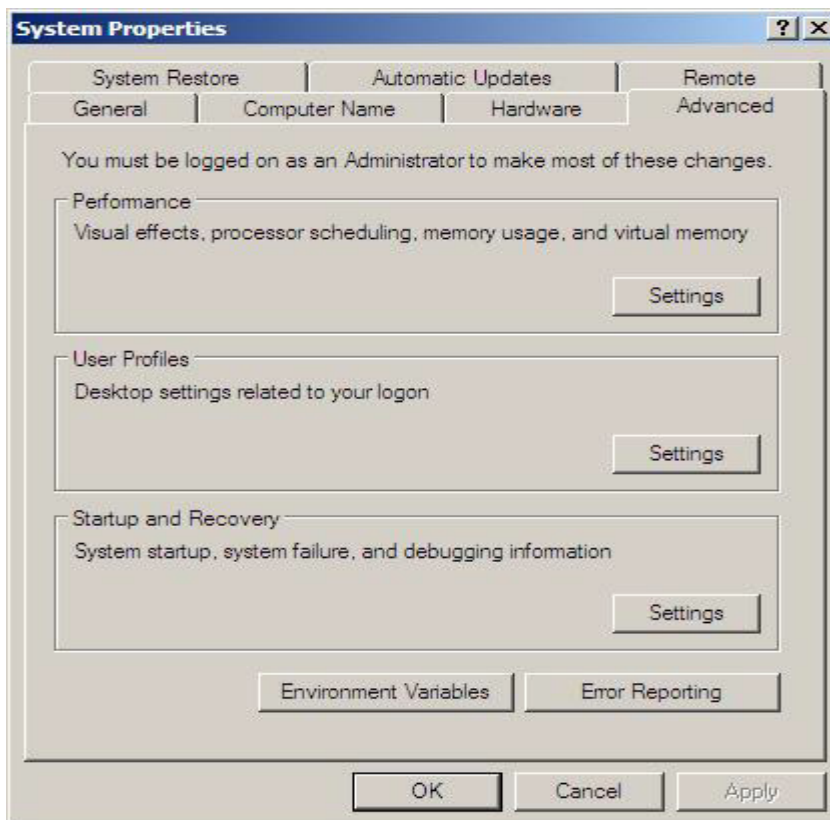 System Properties
System Restore Automatic Updates Remote
General Computer Name Hardware Advanced
You must be logged on as an Administrator to make most of these changes.
Performance
Visual effects, processor scheduling, memory usage, and virtual memory
Settings
User Profiles
Desktop settings related to your logon
Settings
Startup and Recovery
System startup, system failure, and debugging information
Settings
Environment Variables Error Reporting
OK Cancel Apply